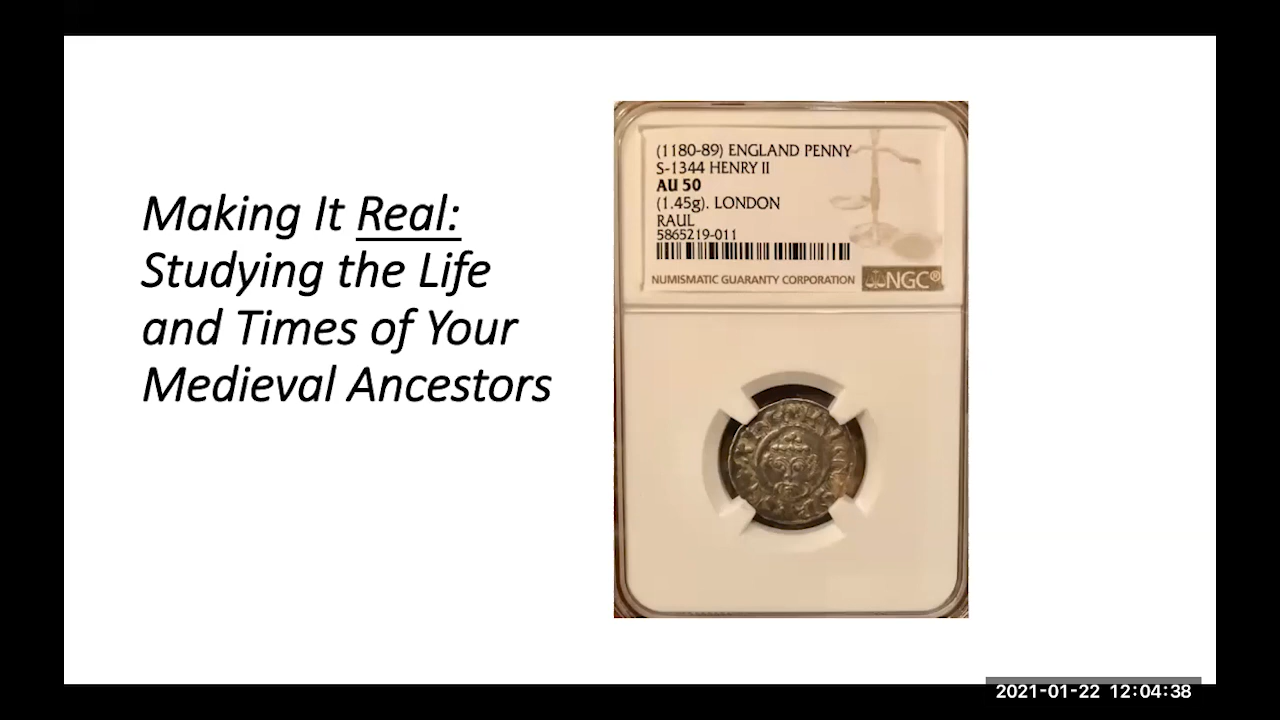 Making It Real:
Studying the Life
and Times of Your
Medieval Ancestors
(1180-89) ENGLAND PENNY
S-1344 HENRY II
AU 50
(1.45g). LONDON
RAUL
5865219-011
NUMISMATIC GUARANTY CORPORATION
NGC®
2021-01-22 12:04:38